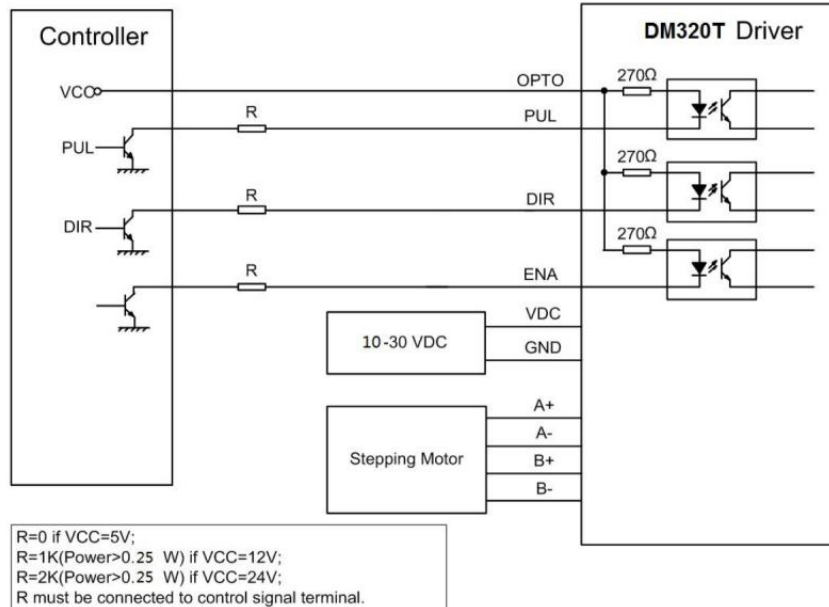 Controller
DM320T Driver
VCC
OPTO
270Ω
PUL
R
PUL
270Ω
DIR
R
DIR
270Ω
R
ENA
10-30 VDC
VDC
GND
Stepping Motor
A+
A-
B+
B-
R=0 if VCC=5V;
R=1K(Power>0.25 W) if VCC=12V;
R=2K(Power>0.25 W) if VCC=24V;
R must be connected to control signal terminal.